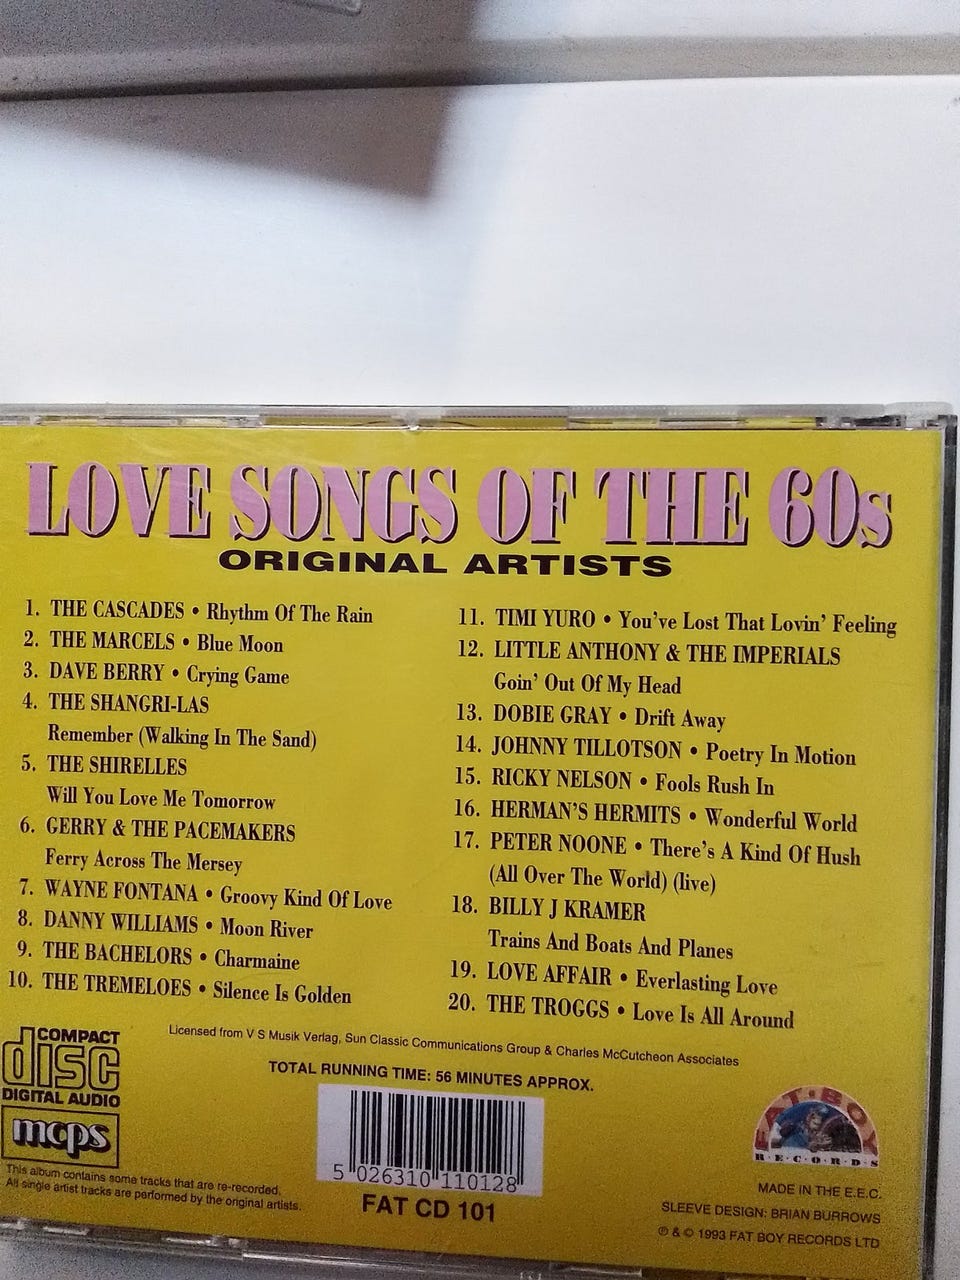 LOVE SONGS OF THE 60s
ORIGINAL ARTISTS
1. THE CASCADES • Rhythm Of The Rain
2. THE MARCELS • Blue Moon
3. DAVE BERRY • Crying Game
4. THE SHANGRI-LAS
Remember (Walking In The Sand)
5. THE SHIRELLES
Will You Love Me Tomorrow
6. GERRY & THE PACEMAKERS
Ferry Across The Mersey
7. WAYNE FONTANA • Groovy Kind Of Love
8. DANNY WILLIAMS • Moon River
9. THE BACHELORS • Charmaine
10. THE TREMELOES • Silence Is Golden
11. TIMI YURO • You've Lost That Lovin' Feeling
12. LITTLE ANTHONY & THE IMPERIALS
Goin' Out Of My Head
13. DOBIE GRAY • Drift Away
14. JOHNNY TILLOTSON • Poetry In Motion
15. RICKY NELSON • Fools Rush In
16. HERMAN'S HERMITS • Wonderful World
17. PETER NOONE • There's A Kind Of Hush
(All Over The World) (live)
18. BILLY J KRAMER
Trains And Boats And Planes
19. LOVE AFFAIR • Everlasting Love
20. THE TROGGS • Love Is All Around
Licensed from V S Musik Verlag, Sun Classic Communications Group & Charles McCutcheon Associates
TOTAL RUNNING TIME: 56 MINUTES APPROX.
COMPACT
disc
DIGITAL AUDIO
mcps
This album contains some tracks that are re-recorded.
All single artist tracks are performed by the original artists.
5 026310 110128
FAT CD 101
FAT•BOY
R•E•C•O•R•D•S
MADE IN THE E.E.C.
SLEEVE DESIGN: BRIAN BURROWS
℗ & © 1993 FAT BOY RECORDS LTD